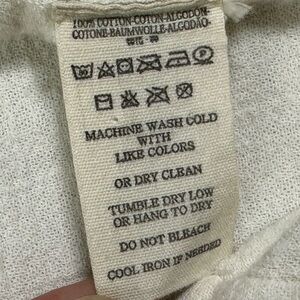 100% COTTON-COTON-ALGODON-
COTONE-BAUMWOLLE-ALGODÃO-
MACHINE WASH COLD
WITH
LIKE COLORS
OR DRY CLEAN
TUMBLE DRY LOW
OR HANG TO DRY
DO NOT BLEACH
COOL IRON IF NEEDED